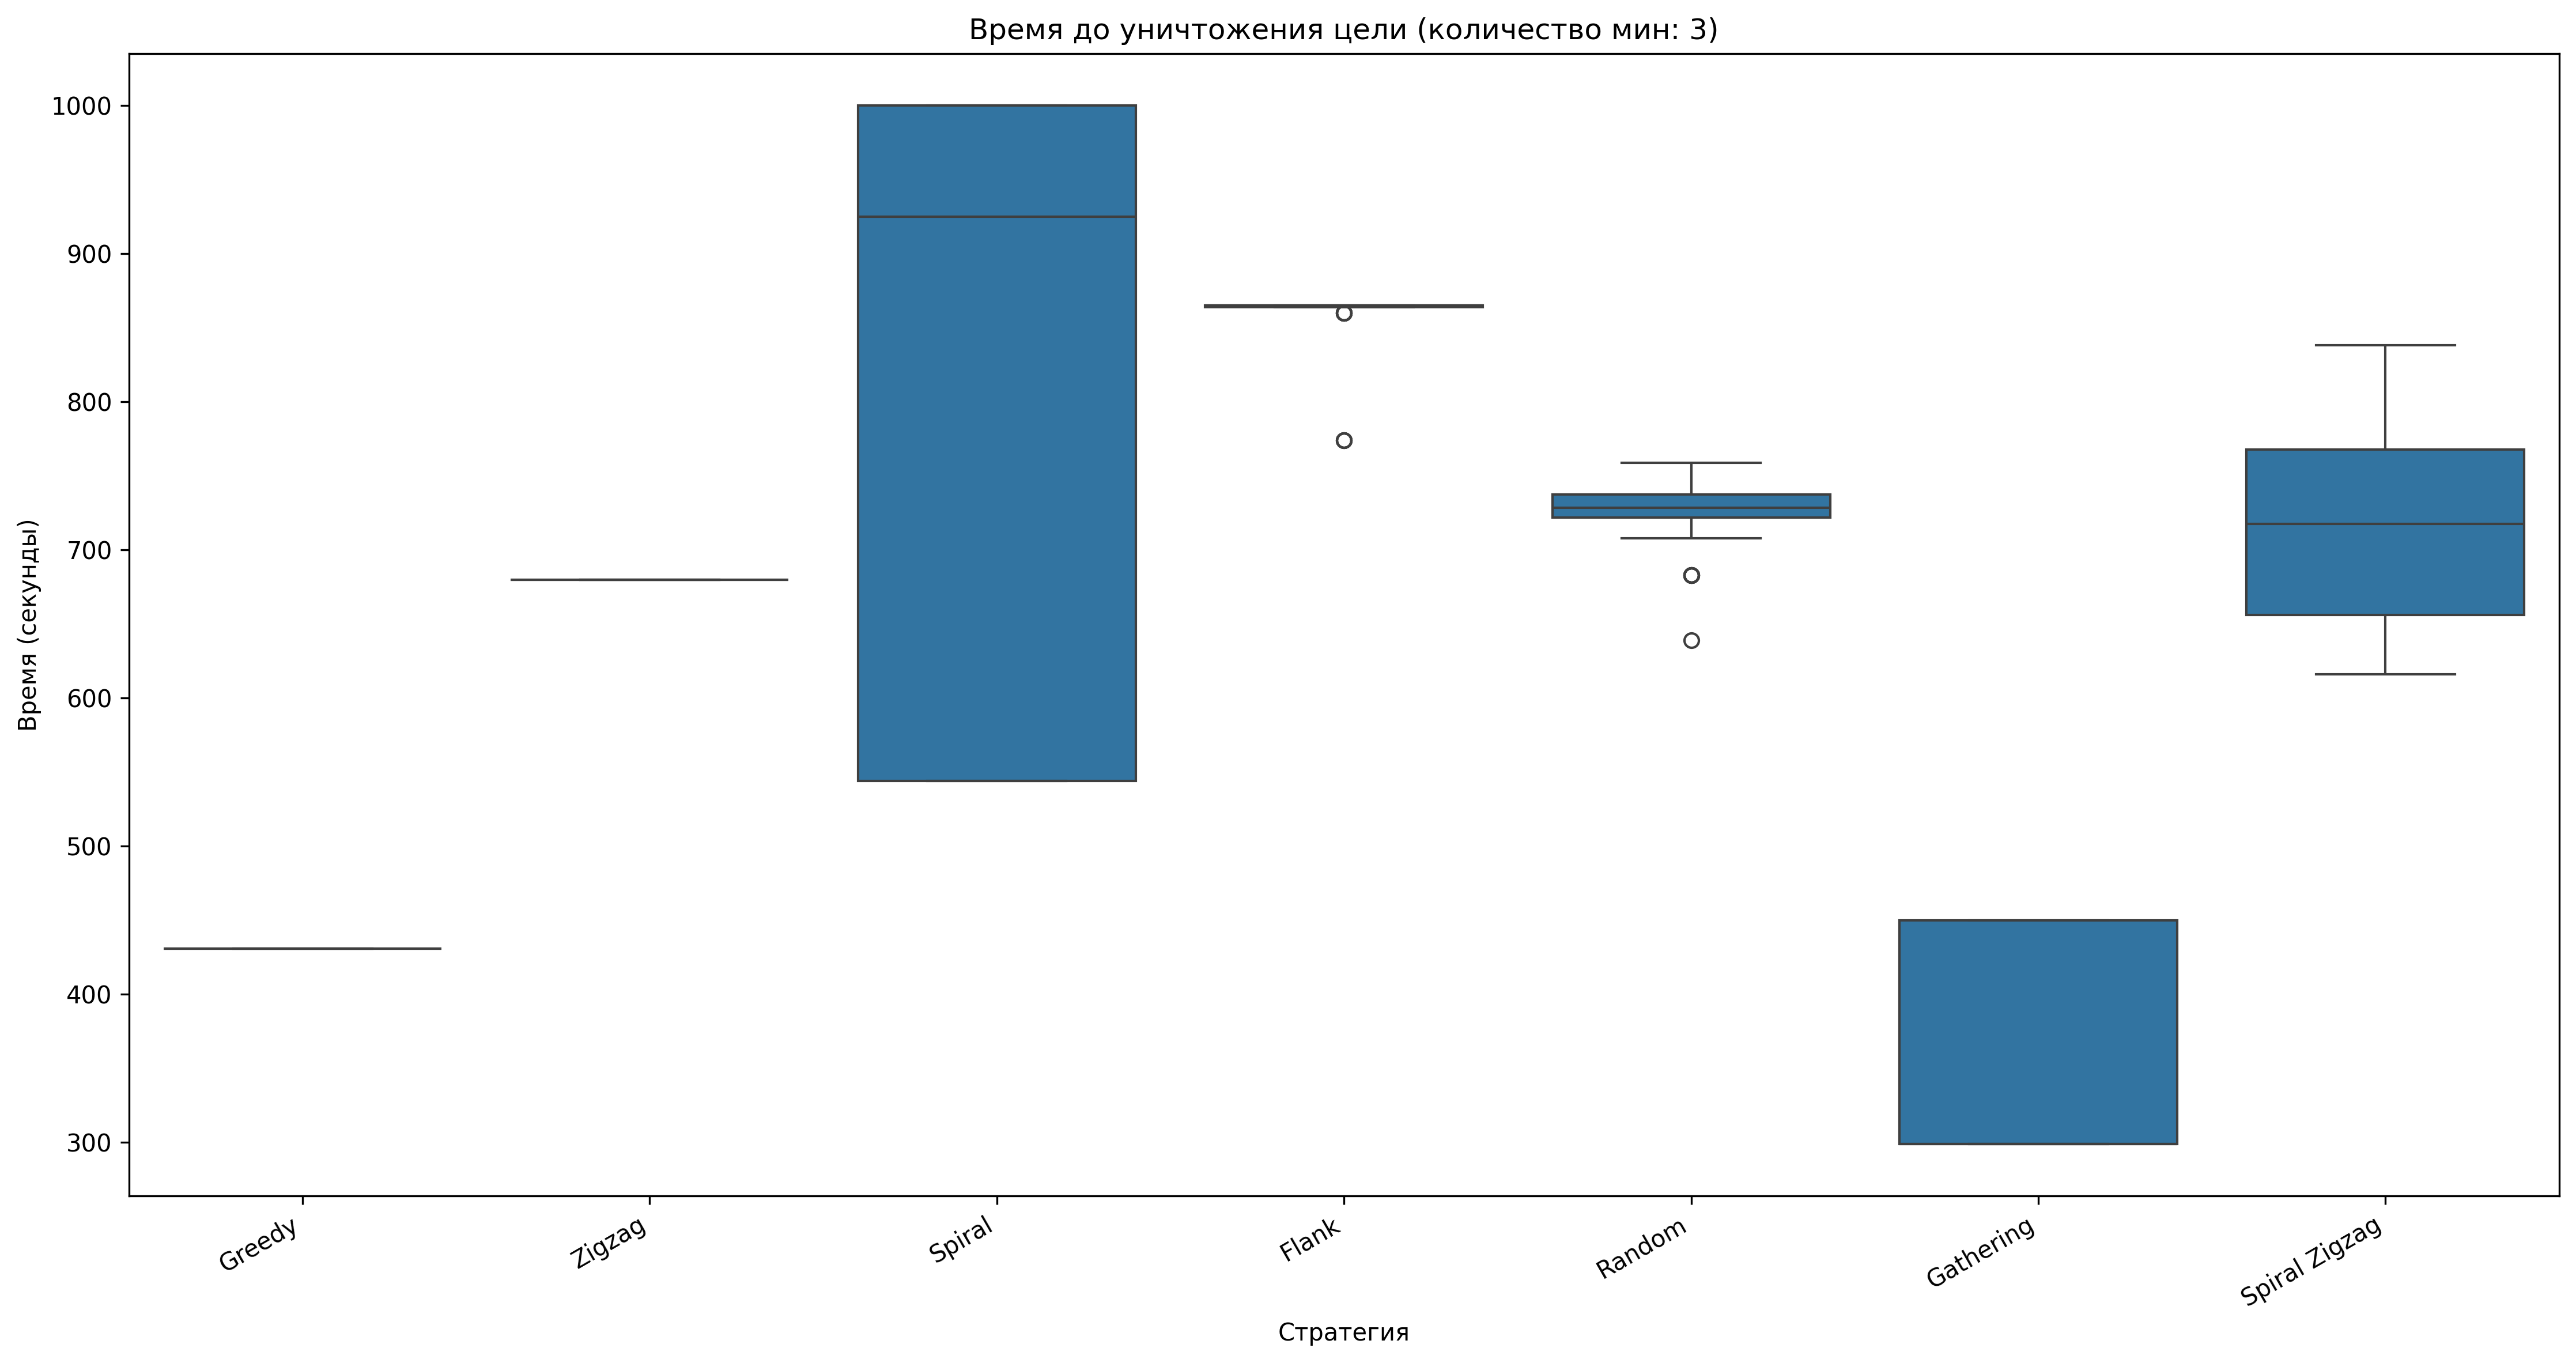 Время до уничтожения цели (количество мин: 3)
Время (секунды)
1000
900
800
700
600
500
400
300
Greedy
Zigzag
Spiral
Flank
Random
Gathering
Spiral Zigzag
Стратегия